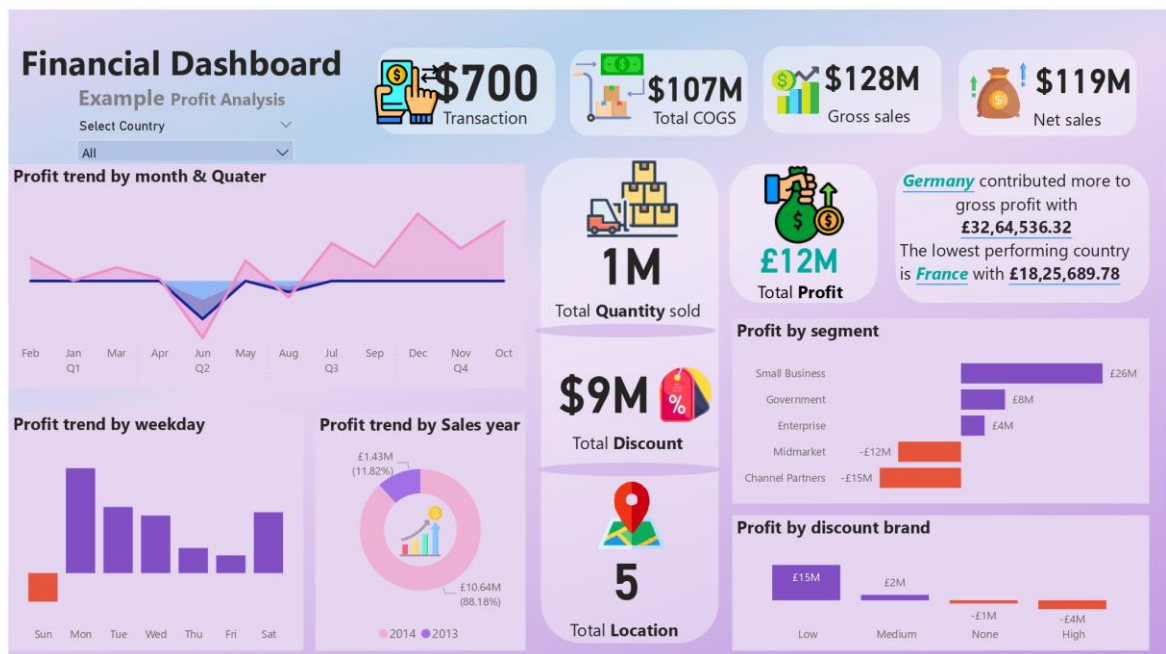 Financial Dashboard
Example Profit Analysis
Select Country
All
$700
Transaction
$107M
Total COGS
$128M
Gross sales
$119M
Net sales
Profit trend by month & Quater
Feb Jan Mar Apr Jun May Aug Jul Sep Dec Nov Oct
Q1 Q2 Q3 Q4
1M
Total Quantity sold
$9M
%
Total Discount
5
Total Location
$
£12M
Total Profit
Germany contributed more to
gross profit with
£32,64,536.32
The lowest performing country
is France with £18,25,689.78
Profit by segment
Small Business £26M
Government £8M
Enterprise £4M
Midmarket -£12M
Channel Partners -£15M
Profit trend by weekday
Sun Mon Tue Wed Thu Fri Sat
Profit trend by Sales year
£1.43M
(11.82%)
£10.64M
(88.18%)
2014 2013
Profit by discount brand
£15M £2M -£1M -£4M
Low Medium None High